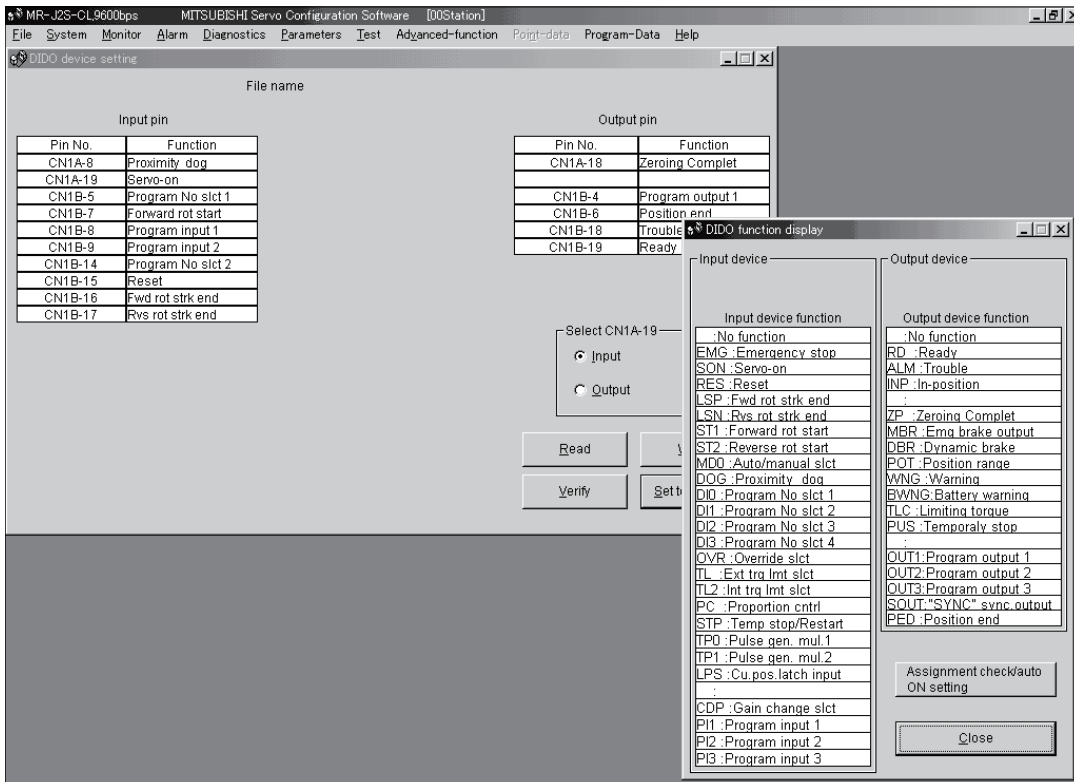 MR-J2S-CL,9600bps MITSUBISHI Servo Configuration Software [00Station]
File System Monitor Alarm Diagnostics Parameters Test Advanced-function Point-data Program-Data Help
DIDO device setting
File name
Input pin
Pin No. Function
CN1A-8 Proximity dog
CN1A-19 Servo-on
CN1B-5 Program No slct 1
CN1B-7 Forward rot start
CN1B-8 Program input 1
CN1B-9 Program input 2
CN1B-14 Program No slct 2
CN1B-15 Reset
CN1B-16 Fwd rot strk end
CN1B-17 Rvs rot strk end
Output pin
Pin No. Function
CN1A-18 Zeroing Complet
CN1B-4 Program output 1
CN1B-6 Position end
CN1B-18 Trouble
CN1B-19 Ready
Select CN1A-19
Input
Output
Read
Verify
DIDO function display
Input device
Input device function
:No function
EMG :Emergency stop
SON :Servo-on
RES :Reset
LSP :Fwd rot strk end
LSN :Rvs rot strk end
ST1 :Forward rot start
ST2 :Reverse rot start
MD0 :Auto/manual slct
DOG :Proximity dog
DI0 :Program No slct 1
DI1 :Program No slct 2
DI2 :Program No slct 3
DI3 :Program No slct 4
OVR :Override slct
TL :Ext trq lmt slct
TL2 :Int trq lmt slct
PC :Proportion cntrl
STP :Temp stop/Restart
TP0 :Pulse gen. mul.1
TP1 :Pulse gen. mul.2
LPS :Cu.pos.latch input
:
CDP :Gain change slct
PI1 :Program input 1
PI2 :Program input 2
PI3 :Program input 3
Output device
Output device function
:No function
RD :Ready
ALM :Trouble
INP :In-position
:
ZP :Zeroing Complet
MBR :Emg brake output
DBR :Dynamic brake
POT :Position range
WNG :Warning
BWNG:Battery warning
TLC :Limiting torque
PUS :Temporaly stop
:
OUT1:Program output 1
OUT2:Program output 2
OUT3:Program output 3
SOUT:"SYNC" sync.output
PED :Position end
Assignment check/auto
ON setting
Close